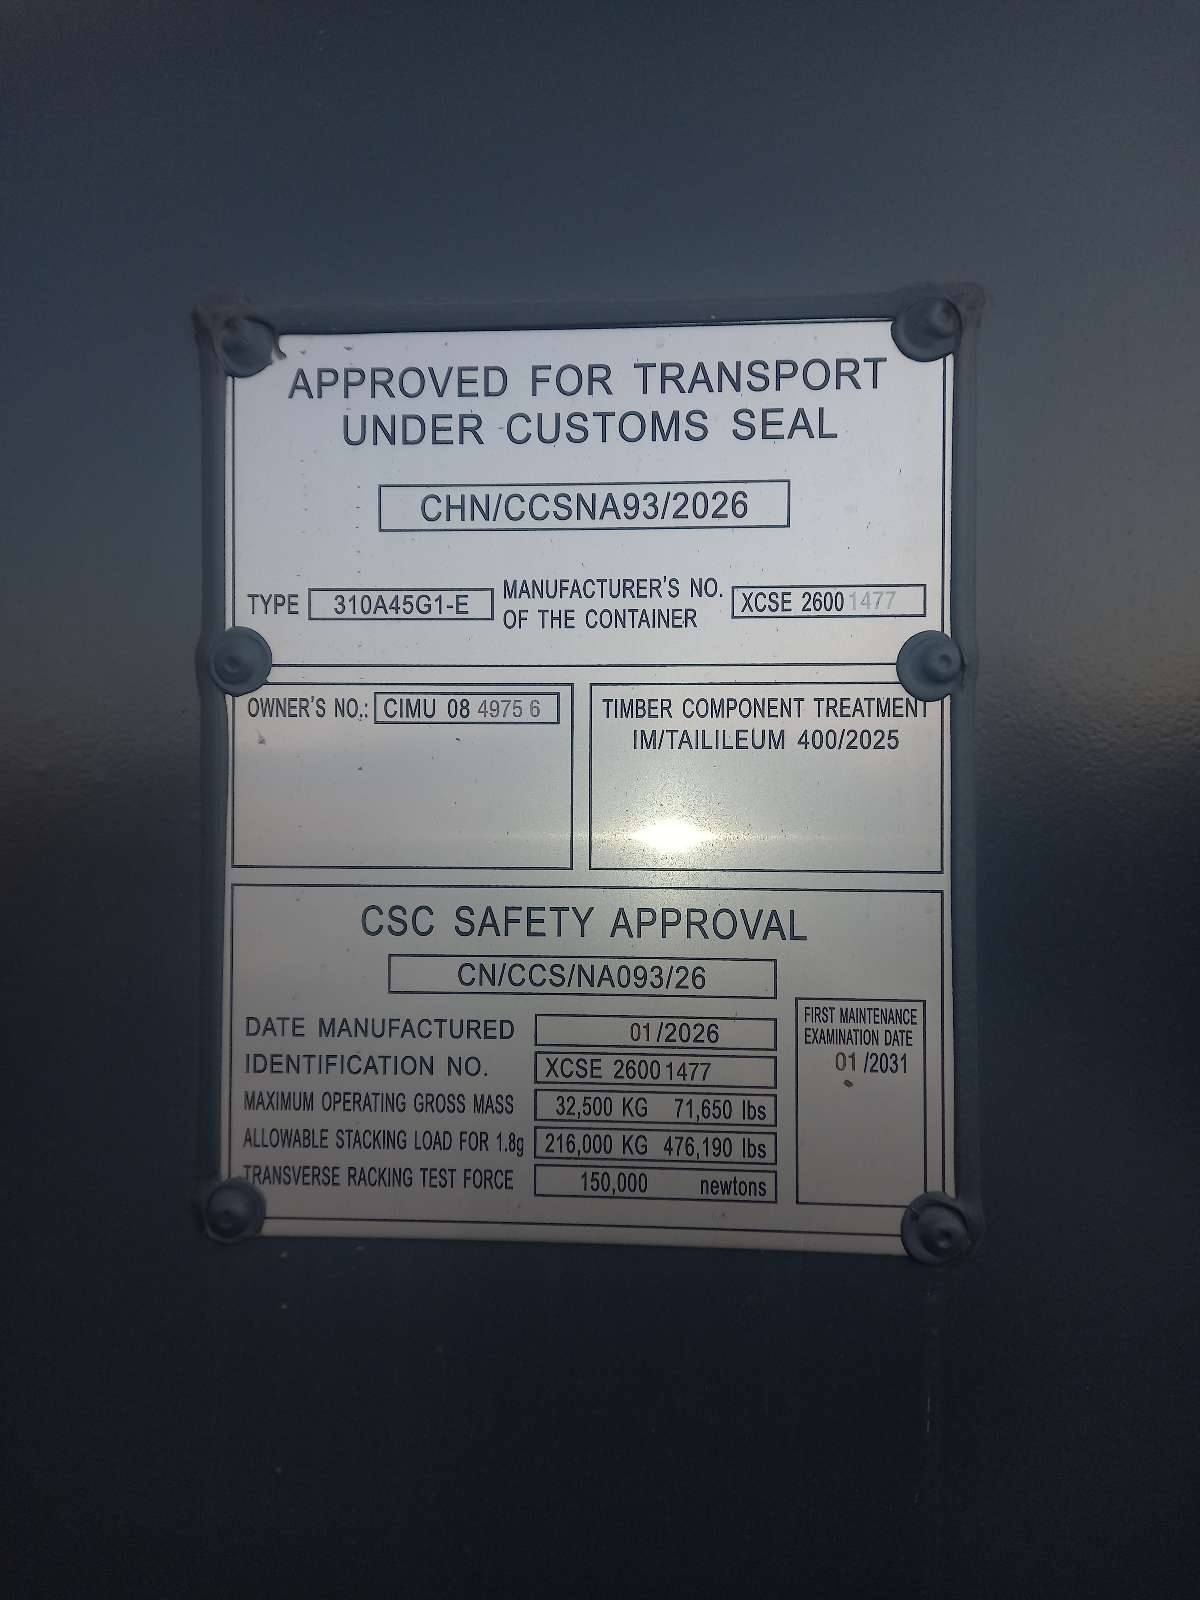 APPROVED FOR TRANSPORT
UNDER CUSTOMS SEAL
CHN/CCSNA93/2026
TYPE 310A45G1-E
MANUFACTURER'S NO.
OF THE CONTAINER
XCSE 26001477
OWNER'S NO.: CIMU 08 4975 6
TIMBER COMPONENT TREATMENT
IM/TAILILEUM 400/2025
CSC SAFETY APPROVAL
CN/CCS/NA093/26
DATE MANUFACTURED 01/2026
IDENTIFICATION NO. XCSE 26001477
MAXIMUM OPERATING GROSS MASS 32,500 KG 71,650 lbs
ALLOWABLE STACKING LOAD FOR 1.8g 216,000 KG 476,190 lbs
TRANSVERSE RACKING TEST FORCE 150,000 newtons
FIRST MAINTENANCE
EXAMINATION DATE
01 /2031